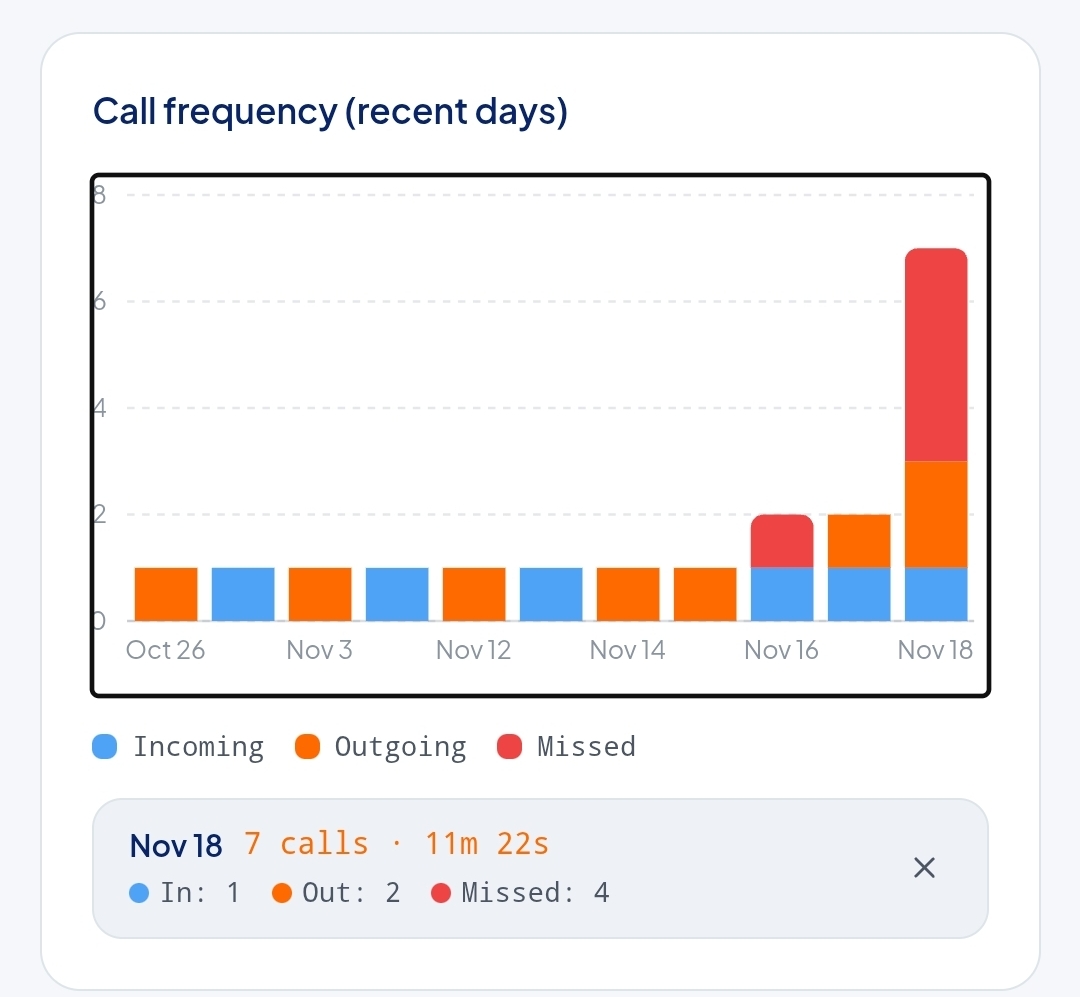 Call frequency (recent days)
8
6
4
2
0
Oct 26 Nov 3 Nov 12 Nov 14 Nov 16 Nov 18
Incoming Outgoing Missed
Nov 18 7 calls · 11m 22s
In: 1 Out: 2 Missed: 4